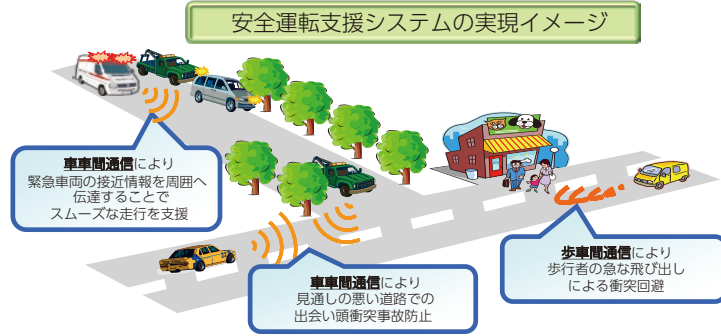 安全運転支援システムの実現イメージ
車車間通信により
緊急車両の接近情報を周囲へ
伝達することで
スムーズな走行を支援
車車間通信により
見通しの悪い道路での
出会い頭衝突事故防止
歩車間通信により
歩行者の急な飛び出し
による衝突回避